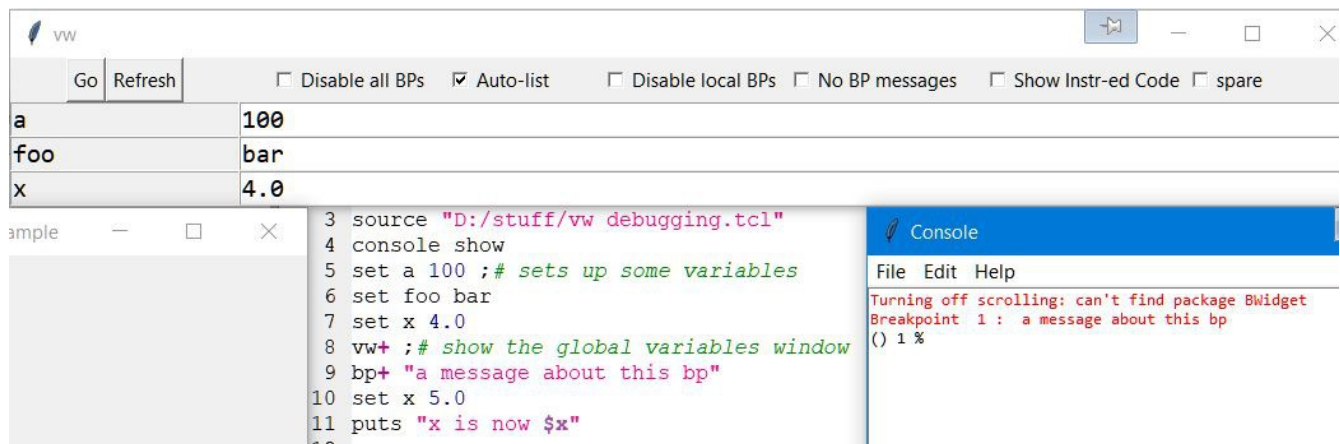 vw
Go Refresh Disable all BPs Auto-list Disable local BPs No BP messages Show Instr-ed Code spare
a 100
foo bar
x 4.0
ample
3 source "D:/stuff/vw debugging.tcl"
4 console show
5 set a 100 ;# sets up some variables
6 set foo bar
7 set x 4.0
8 vw+ ;# show the global variables window
9 bp+ "a message about this bp"
10 set x 5.0
11 puts "x is now $x"
Console
File Edit Help
Turning off scrolling: can't find package BWidget
Breakpoint 1 : a message about this bp
() 1 %